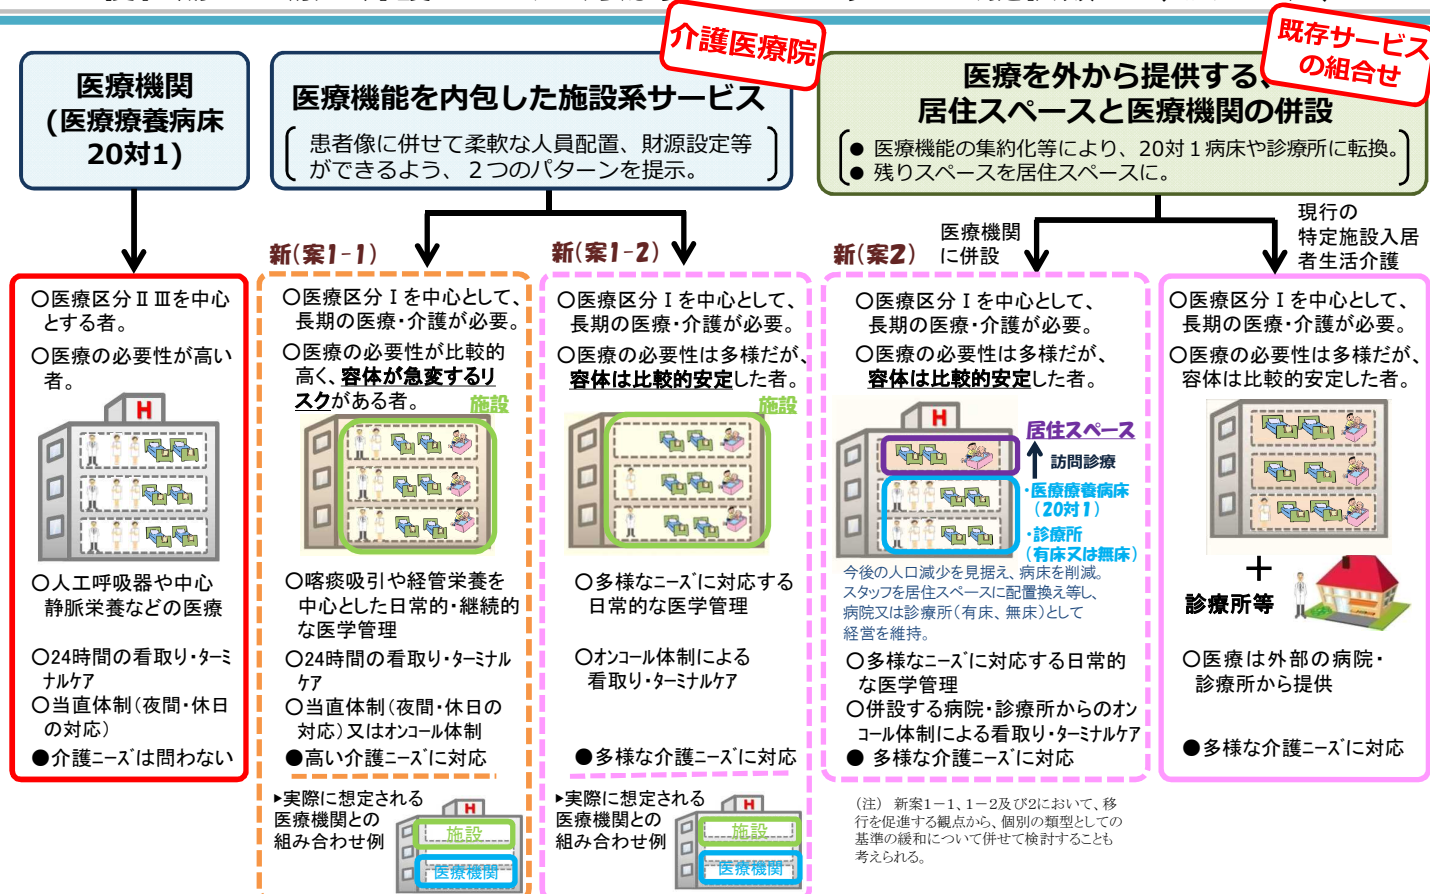 介護医療院
既存サービス
の組合せ
医療機関
(医療療養病床
20対1)
医療機能を内包した施設系サービス
患者像に併せて柔軟な人員配置、財源設定等
ができるよう、２つのパターンを提示。
医療を外から提供する、
居住スペースと医療機関の併設
● 医療機能の集約化等により、20対１病床や診療所に転換。
● 残りスペースを居住スペースに。
新(案1-1)
新(案1-2)
新(案2)
医療機関
に併設
現行の
特定施設入居
者生活介護
○医療区分ⅡⅢを中心
とする者。
○医療の必要性が高い
者。
H
○人工呼吸器や中心
静脈栄養などの医療
○24時間の看取り・ターミ
ナルケア
○当直体制（夜間・休日
の対応）
●介護ニーズは問わない
○医療区分Ⅰを中心として、
長期の医療・介護が必要。
○医療の必要性が比較的
高く、容体が急変するリ
スクがある者。
施設
○喀痰吸引や経管栄養を
中心とした日常的・継続的
な医学管理
○24時間の看取り・ターミナル
ケア
○当直体制（夜間・休日の
対応）又はオンコール体制
●高い介護ニーズに対応
▶実際に想定される
医療機関との
組み合わせ例
H
施設
医療機関
○医療区分Ⅰを中心として、
長期の医療・介護が必要。
○医療の必要性は多様だが、
容体は比較的安定した者。
施設
○多様なニーズに対応する
日常的な医学管理
○オンコール体制による
看取り・ターミナルケア
●多様な介護ニーズに対応
▶実際に想定される
医療機関との
組み合わせ例
H
施設
医療機関
○医療区分Ⅰを中心として、
長期の医療・介護が必要。
○医療の必要性は多様だが、
容体は比較的安定した者。
H
居住スペース
訪問診療
・医療療養病床
（20対1）
・診療所
（有床又は無床）
今後の人口減少を見据え、病床を削減。
スタッフを居住スペースに配置換え等し、
病院又は診療所（有床、無床）として
経営を維持。
○多様なニーズに対応する日常的
な医学管理
○併設する病院・診療所からのオン
コール体制による看取り・ターミナルケア
● 多様な介護ニーズに対応
（注） 新案1－1、1－2及び2において、移
行を促進する観点から、個別の類型としての
基準の緩和について併せて検討することも
考えられる。
○医療区分Ⅰを中心として、
長期の医療・介護が必要。
○医療の必要性は多様だが、
容体は比較的安定した者。
＋
診療所等
○医療は外部の病院・
診療所から提供
●多様な介護ニーズに対応